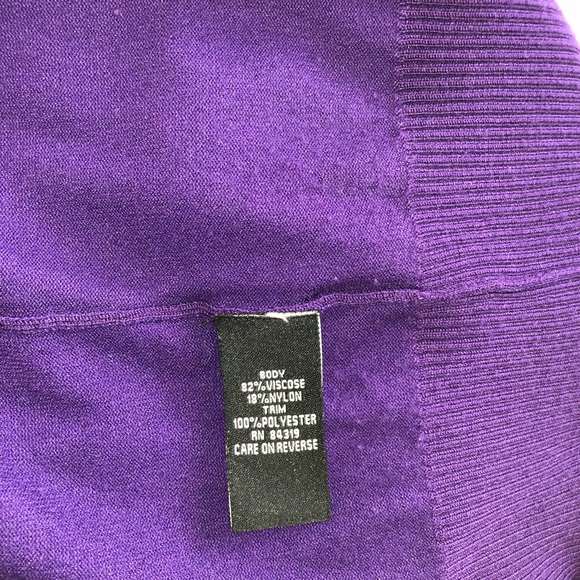 BODY
82%VISCOSE
18%NYLON
TRIM
100%POLYESTER
RN 84319
CARE ON REVERSE